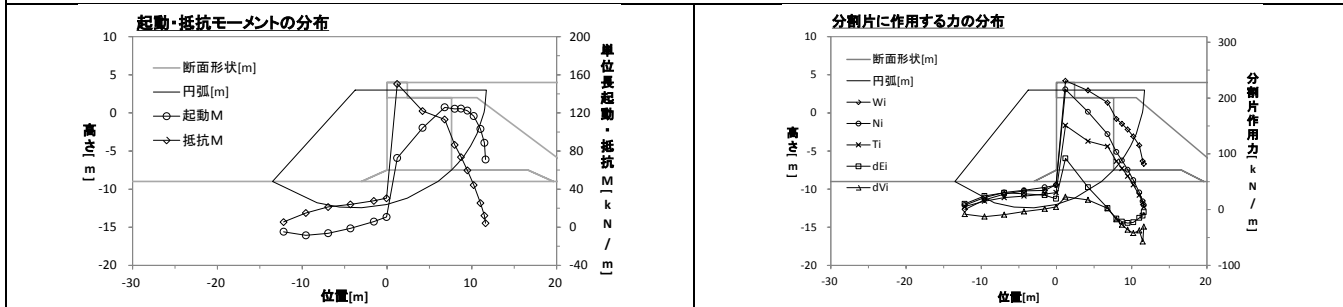 起動・抵抗モーメントの分布
10
5
0
-5
-10
-15
-20
高さ[m]
200
160
120
80
40
0
-40
単位長起動・抵抗M[kN/m]
断面形状[m]
円弧[m]
起動M
抵抗M
-30
-20
-10
0
10
20
位置[m]
分割片に作用する力の分布
10
5
0
-5
-10
-15
-20
高さ[m]
300
200
100
0
-100
分割片作用力[kN/m]
断面形状[m]
円弧[m]
Wi
Ni
Ti
dEi
dVi
-30
-20
-10
0
10
20
位置[m]